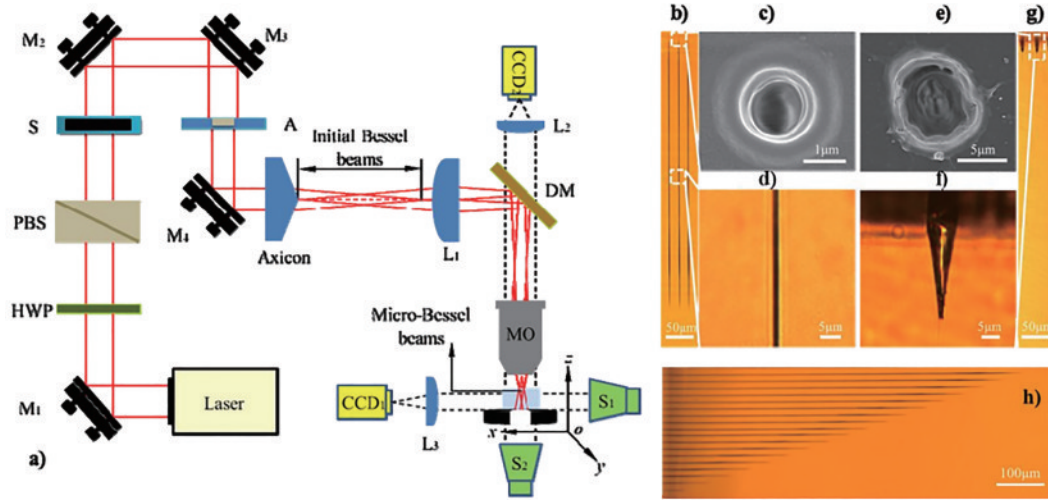 M₂
M₃
S
A
Initial Bessel
beams
PBS
M₄
Axicon
L₁
CCD₂
L₂
DM
HWP
Micro-Bessel
beams
MO
M₁
Laser
CCD₁
L₃
S₁
S₂
z
x
o
y
a)
b)
c)
e)
g)
1μm
5μm
d)
f)
50μm
5μm
5μm
50μm
h)
100μm